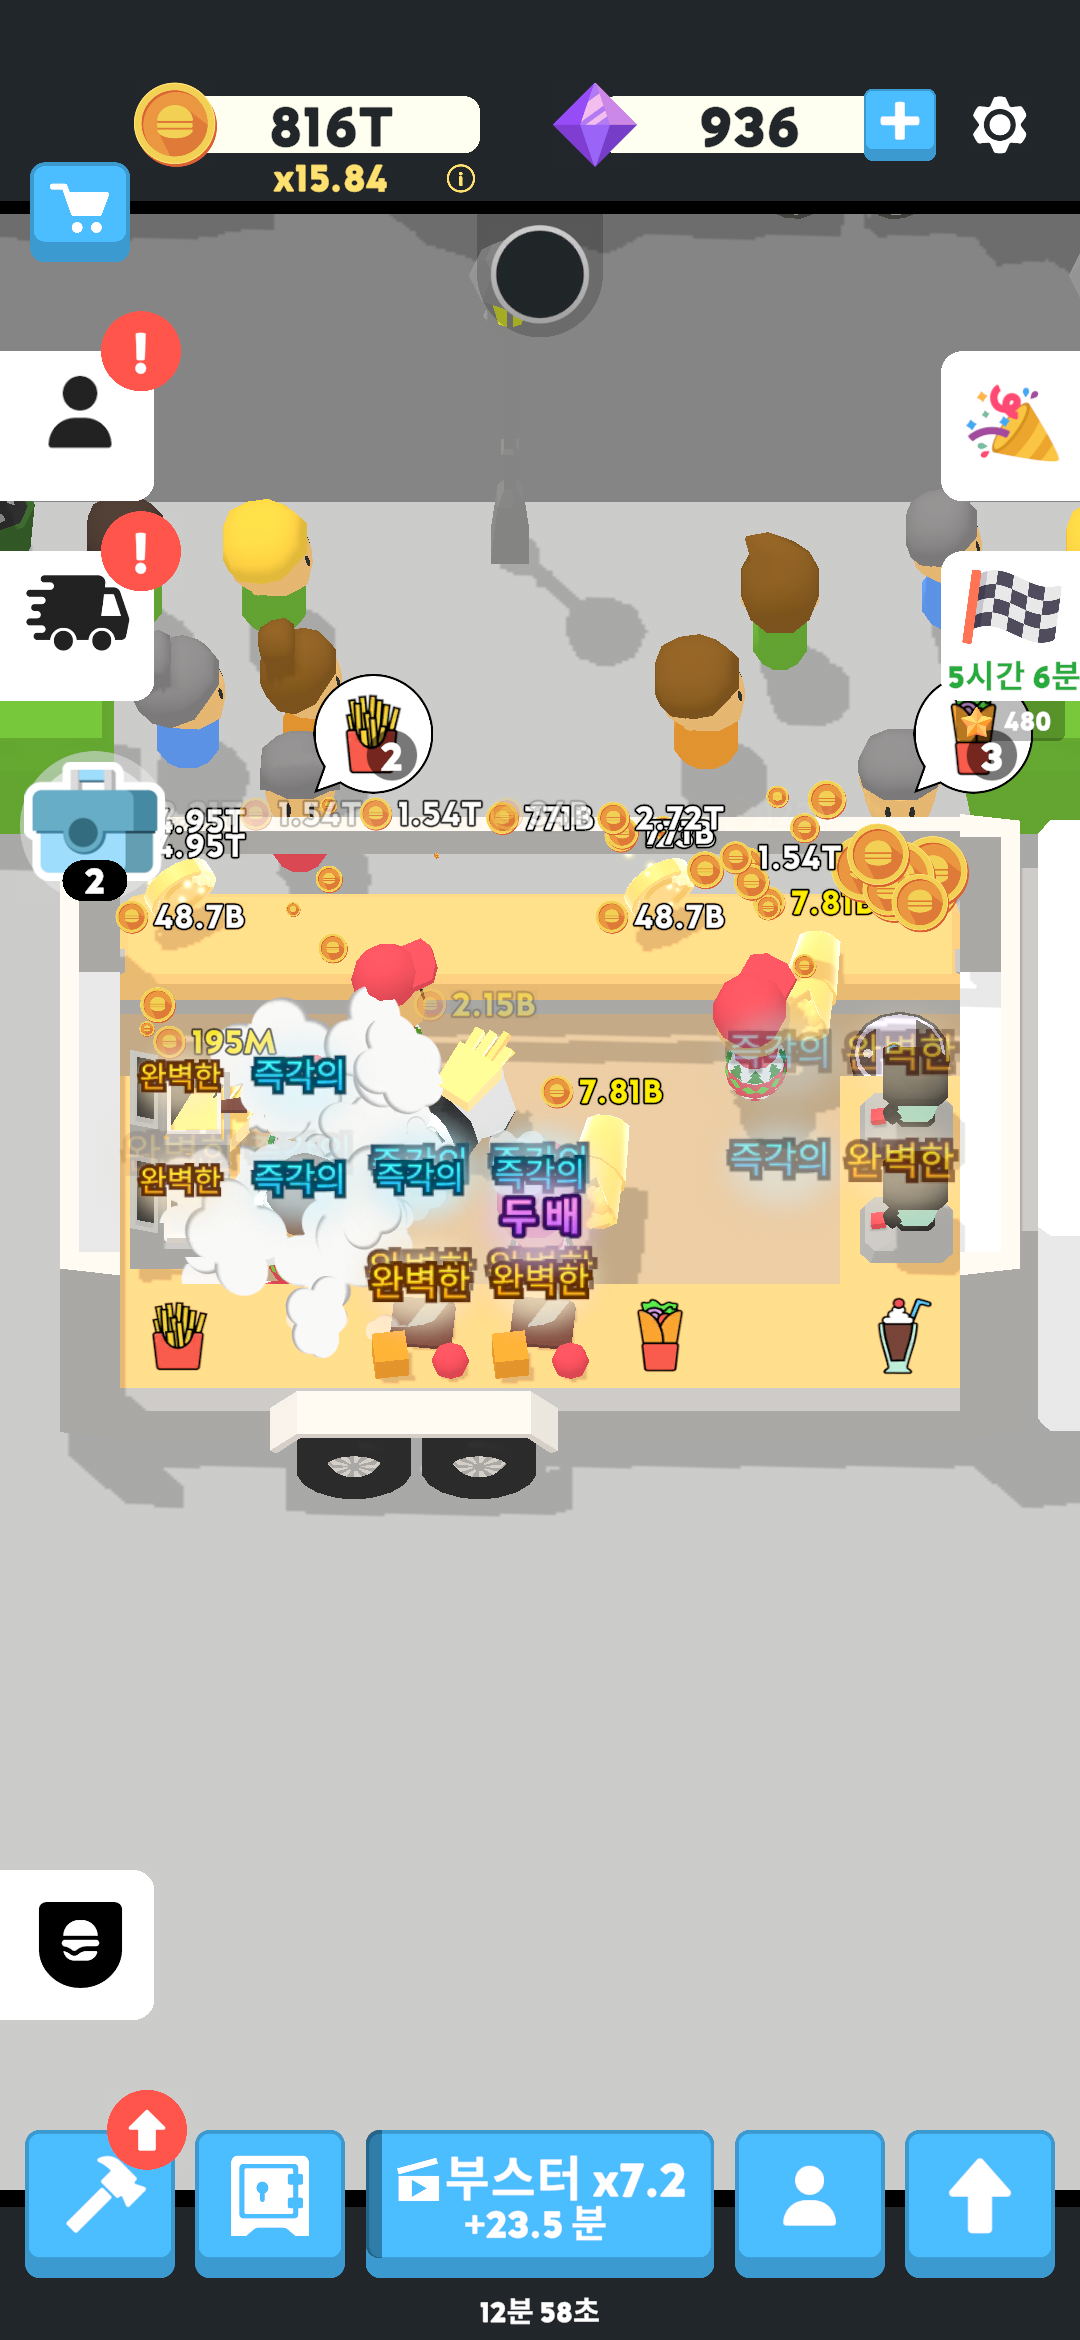 816T
936
x15.84
5시간 6분
480
2
3
4.95T
1.54T
1.54T
771B
2.72T
4.95T
1.54T
2
48.7B
48.7B
7.81B
2.15B
195M
완벽한
즉각의
7.81B
즉각의
완벽한
완벽한
즉각의
즉각의
즉각의
즉각의
완벽한
두 배
완벽한
완벽한
부스터 x7.2
+23.5 분
12분 58초